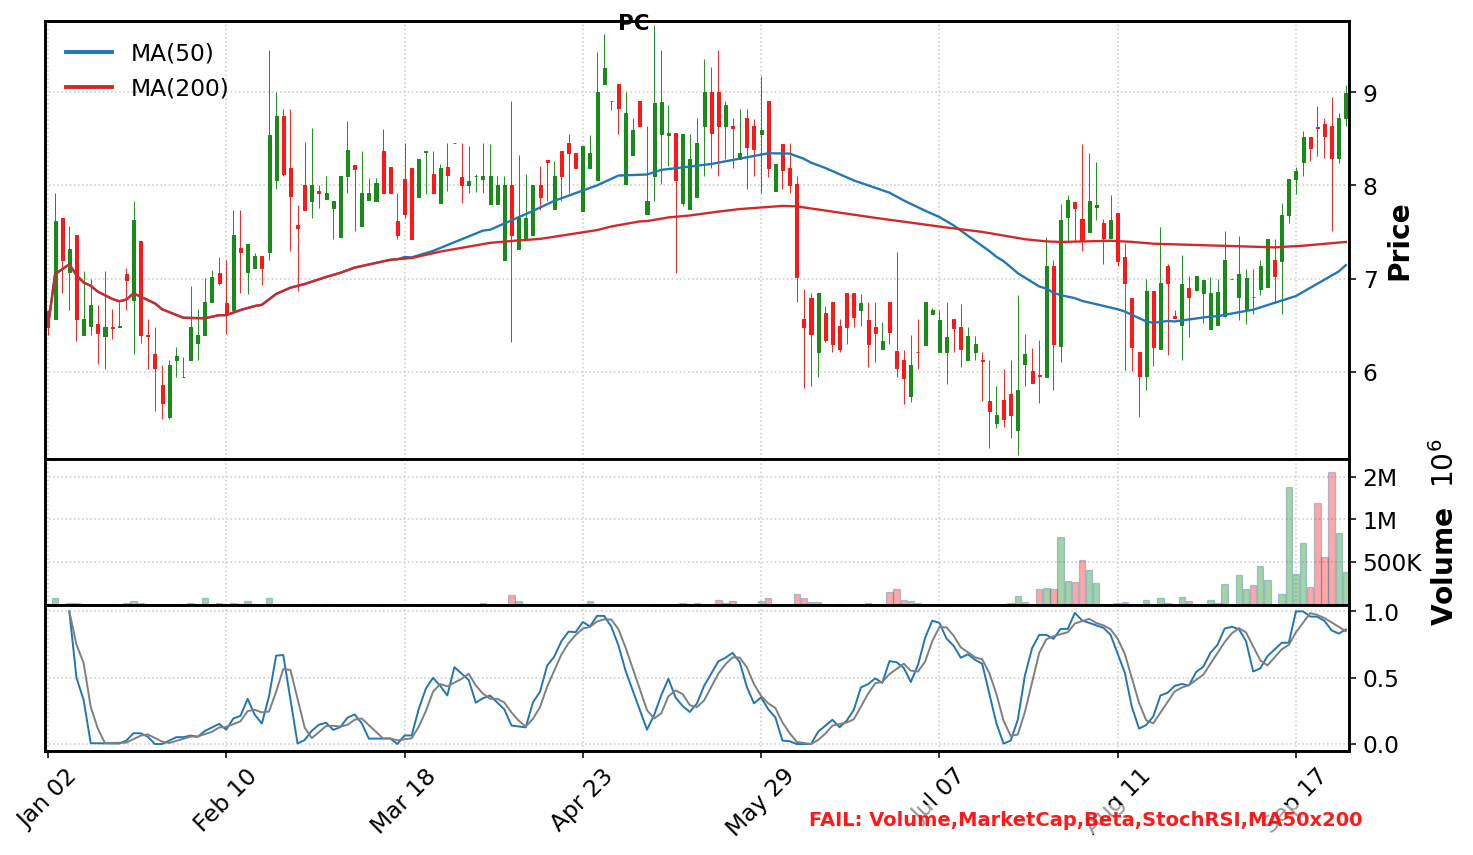 PC
MA(50)
MA(200)
9
8
7
6
Price
2M
1M
500K
Volume 10⁶
1.0
0.5
0.0
Jan 02
Feb 10
Mar 18
Apr 23
May 29
Jul 07
Aug 11
Sep 17
FAIL: Volume,MarketCap,Beta,StochRSI,MA50x200